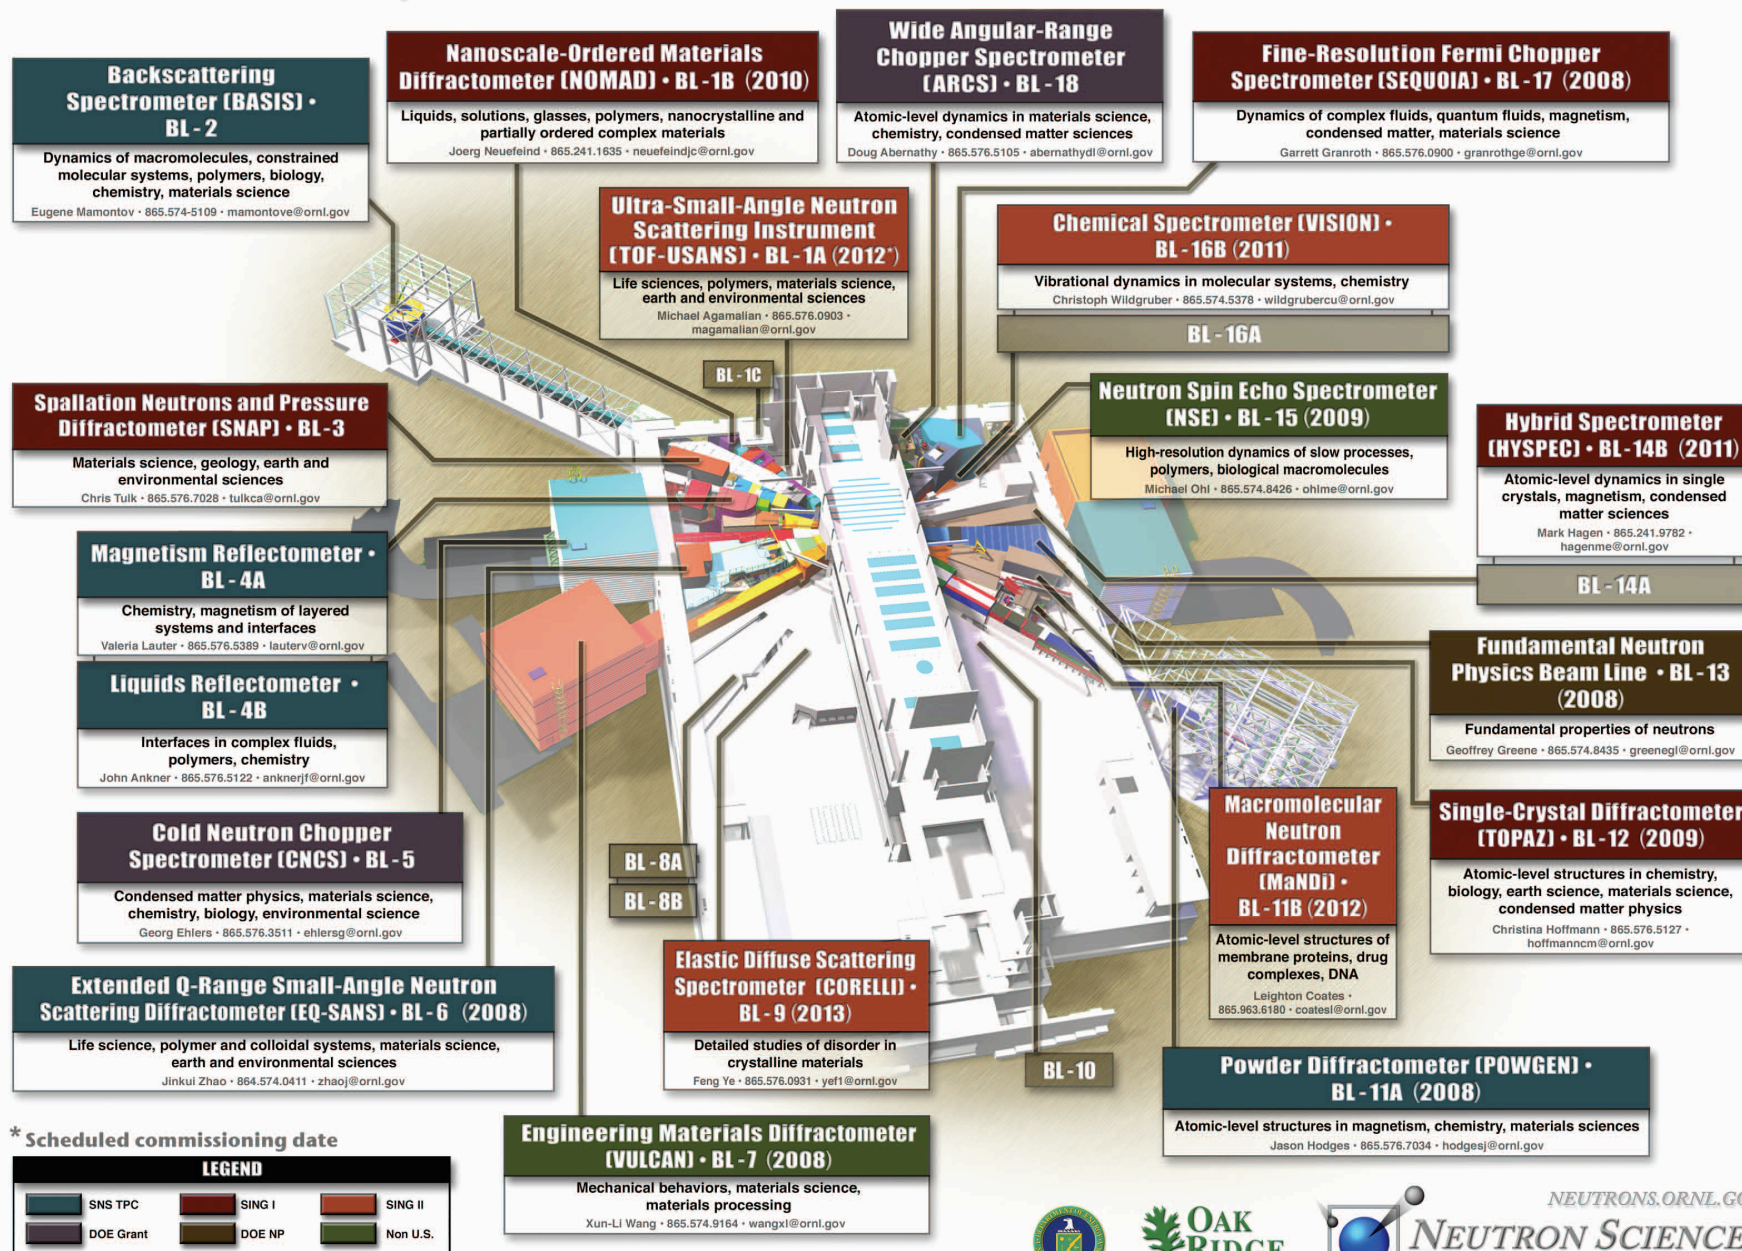 Backscattering
Spectrometer (BASIS) •
BL - 2
Dynamics of macromolecules, constrained
molecular systems, polymers, biology,
chemistry, materials science
Eugene Mamontov • 865.574-5109 • mamontove@ornl.gov
Nanoscale-Ordered Materials
Diffractometer (NOMAD) • BL - 1B (2010)
Liquids, solutions, glasses, polymers, nanocrystalline and
partially ordered complex materials
Joerg Neuefeind • 865.241.1635 • neuefeindjc@ornl.gov
Wide Angular-Range
Chopper Spectrometer
(ARCS) • BL - 18
Atomic-level dynamics in materials science,
chemistry, condensed matter sciences
Doug Abernathy • 865.576.5105 • abernathydl@ornl.gov
Fine-Resolution Fermi Chopper
Spectrometer (SEQUOIA) • BL - 17 (2008)
Dynamics of complex fluids, quantum fluids, magnetism,
condensed matter, materials science
Garrett Granroth • 865.576.0900 • granrothge@ornl.gov
Ultra-Small-Angle Neutron
Scattering Instrument
(TOF-USANS) • BL - 1A (2012*)
Life sciences, polymers, materials science,
earth and environmental sciences
Michael Agamalian • 865.576.0903 •
magamalian@ornl.gov
Chemical Spectrometer (VISION) •
BL - 16B (2011)
Vibrational dynamics in molecular systems, chemistry
Christoph Wildgruber • 865.574.5378 • wildgrubercu@ornl.gov
BL - 16A
BL - 1C
Spallation Neutrons and Pressure
Diffractometer (SNAP) • BL-3
Materials science, geology, earth and
environmental sciences
Chris Tulk • 865.576.7028 • tulkca@ornl.gov
Neutron Spin Echo Spectrometer
(NSE) • BL - 15 (2009)
High-resolution dynamics of slow processes,
polymers, biological macromolecules
Michael Ohl • 865.574.8426 • ohlme@ornl.gov
Hybrid Spectrometer
(HYSPEC) • BL-14B (2011)
Atomic-level dynamics in single
crystals, magnetism, condensed
matter sciences
Mark Hagen • 865.241.9782 •
hagenme@ornl.gov
BL - 14A
Magnetism Reflectometer •
BL - 4A
Chemistry, magnetism of layered
systems and interfaces
Valeria Lauter • 865.576.5389 • lauterv@ornl.gov
Liquids Reflectometer •
BL - 4B
Interfaces in complex fluids,
polymers, chemistry
John Ankner • 865.576.5122 • anknerjf@ornl.gov
Fundamental Neutron
Physics Beam Line • BL - 13
(2008)
Fundamental properties of neutrons
Geoffrey Greene • 865.574.8435 • greenegl@ornl.gov
Cold Neutron Chopper
Spectrometer (CNCS) • BL - 5
Condensed matter physics, materials science,
chemistry, biology, environmental science
Georg Ehlers • 865.576.3511 • ehlersg@ornl.gov
BL - 8A
BL - 8B
Macromolecular
Neutron
Diffractometer
(MaNDi) •
BL - 11B (2012)
Atomic-level structures of
membrane proteins, drug
complexes, DNA
Leighton Coates •
865.963.6180 • coatesl@ornl.gov
Single-Crystal Diffractometer
(TOPAZ) • BL - 12 (2009)
Atomic-level structures in chemistry,
biology, earth science, materials science,
condensed matter physics
Christina Hoffmann • 865.576.5127 •
hoffmanncm@ornl.gov
Extended Q-Range Small-Angle Neutron
Scattering Diffractometer (EQ-SANS) • BL - 6 (2008)
Life science, polymer and colloidal systems, materials science,
earth and environmental sciences
Jinkui Zhao • 864.574.0411 • zhaoj@ornl.gov
Elastic Diffuse Scattering
Spectrometer (CORELLI) •
BL - 9 (2013)
Detailed studies of disorder in
crystalline materials
Feng Ye • 865.576.0931 • yef1@ornl.gov
BL - 10
Powder Diffractometer (POWGEN) •
BL - 11A (2008)
Atomic-level structures in magnetism, chemistry, materials sciences
Jason Hodges • 865.576.7034 • hodgesj@ornl.gov
Engineering Materials Diffractometer
(VULCAN) • BL - 7 (2008)
Mechanical behaviors, materials science,
materials processing
Xun-Li Wang • 865.574.9164 • wangxl@ornl.gov
* Scheduled commissioning date
LEGEND
SNS TPC
SING I
SING II
DOE Grant
DOE NP
Non U.S.
OAK
RIDGE
NEUTRONS.ORNL.GO
NEUTRON SCIENCE